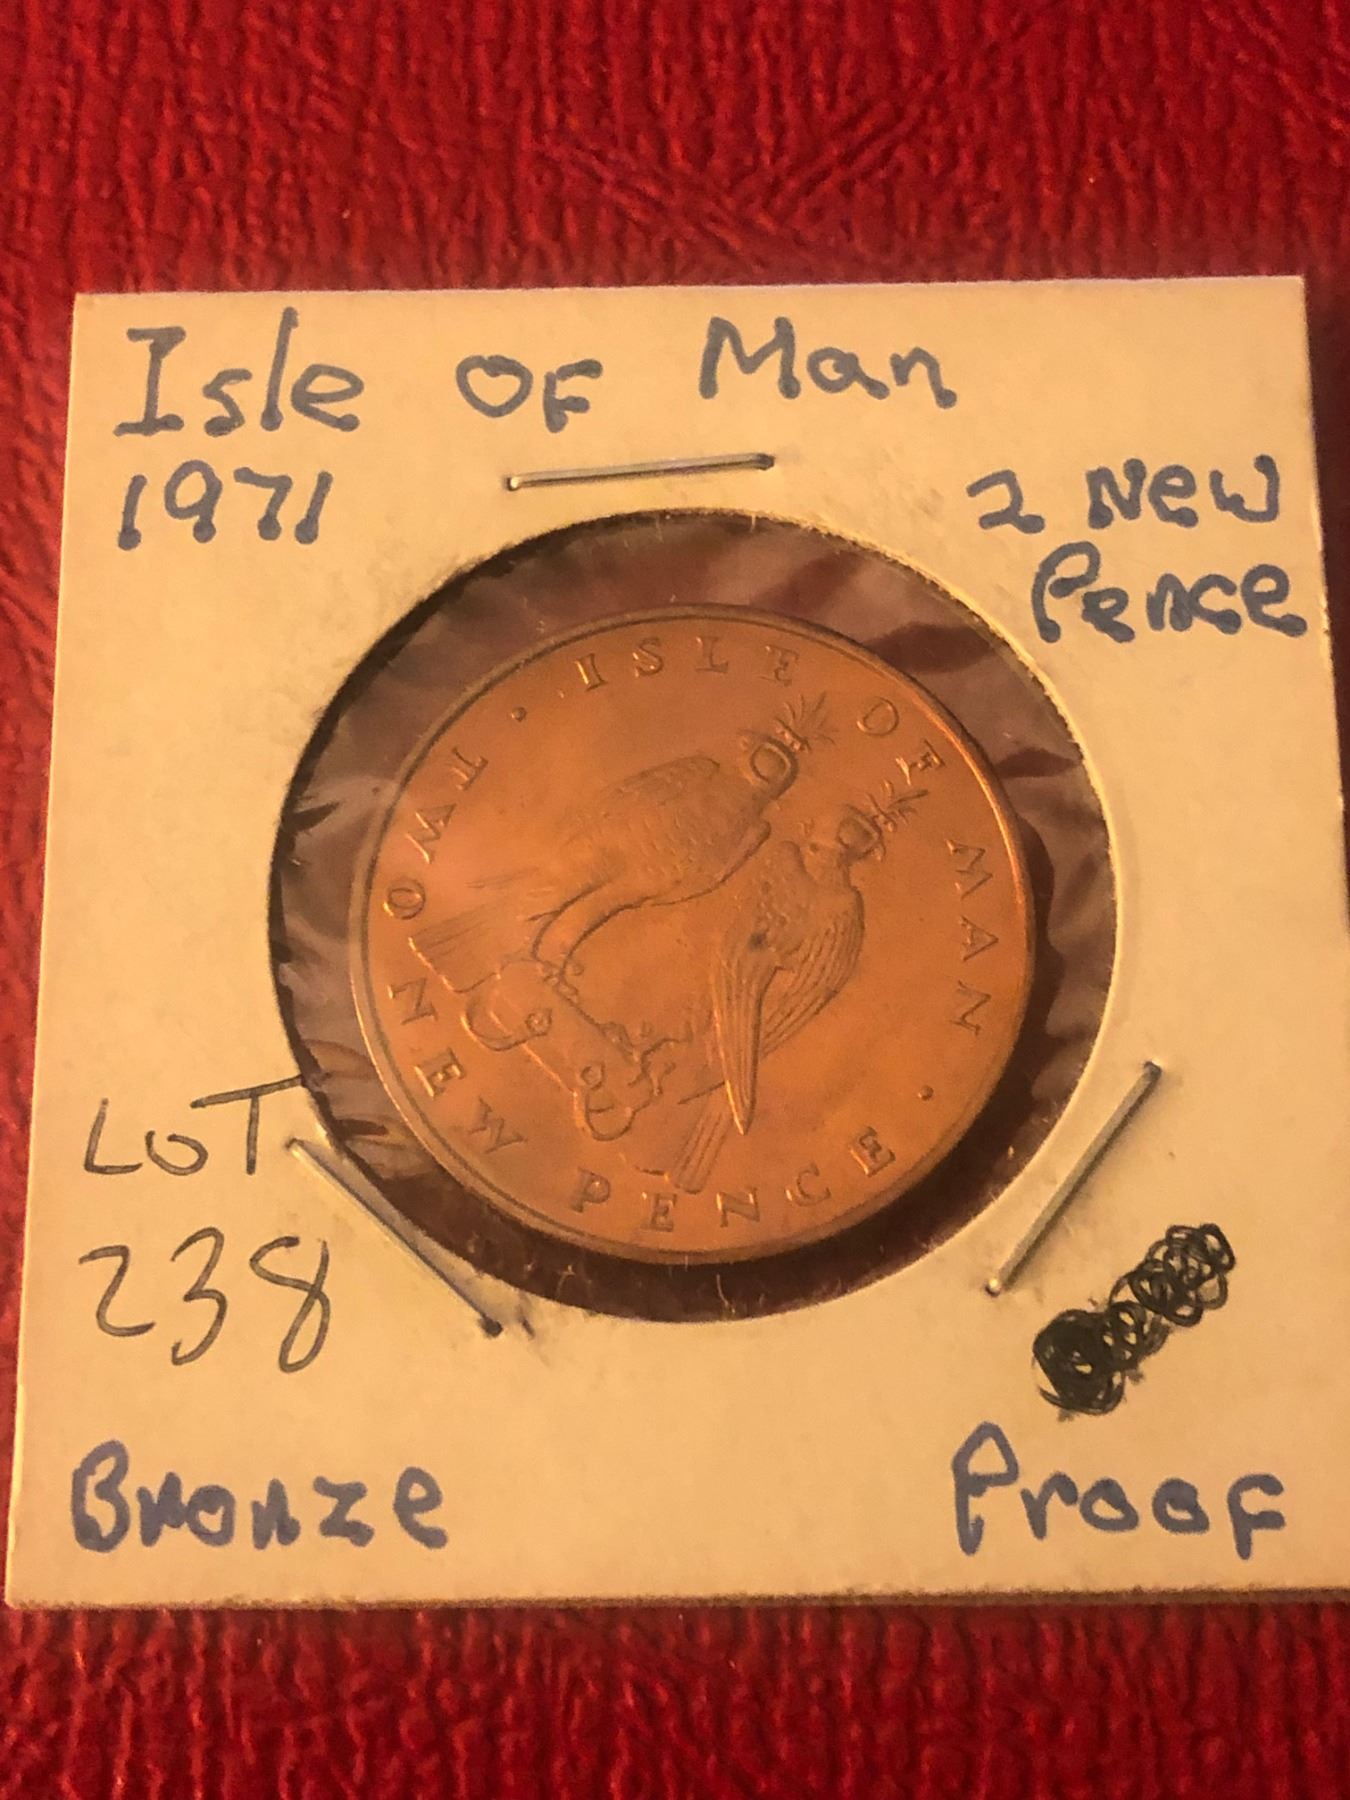 Isle OF Man
1971
2 New
Pence
· ISLE OF MAN ·
TWO NEW PENCE
LOT
238
Bronze
Proof